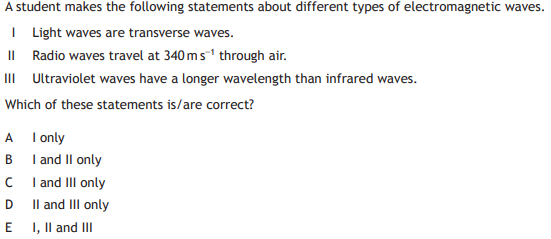 A student makes the following statements about different types of electromagnetic waves.
I Light waves are transverse waves.
II Radio waves travel at 340 m s⁻¹ through air.
III Ultraviolet waves have a longer wavelength than infrared waves.
Which of these statements is/are correct?
A I only
B I and II only
C I and III only
D II and III only
E I, II and III